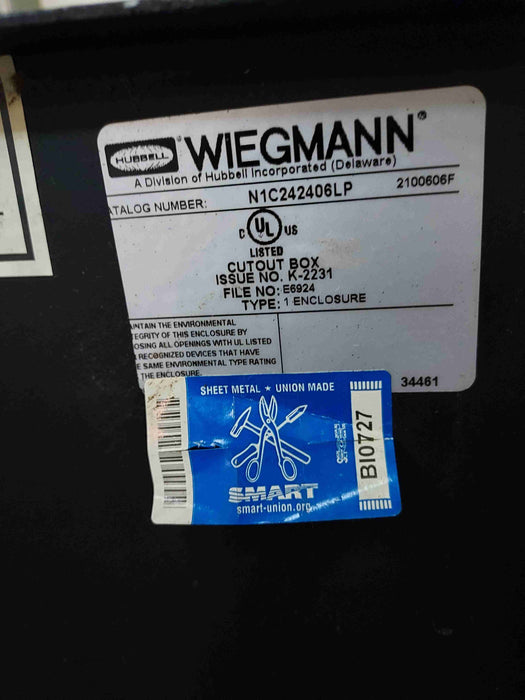 HUBBELL® WIEGMANN®
A Division of Hubbell Incorporated (Delaware)
ATALOG NUMBER: N1C242406LP 2100606F
C UL US
LISTED
CUTOUT BOX
ISSUE NO. K-2231
FILE NO: E6924
TYPE: 1 ENCLOSURE
AINTAIN THE ENVIRONMENTAL
TEGRITY OF THIS ENCLOSURE BY
OSING ALL OPENINGS WITH UL LISTED
RECOGNIZED DEVICES THAT HAVE
E SAME ENVIRONMENTAL TYPE RATING
THE ENCLOSURE.
34461
SHEET METAL ★ UNION MADE
SMART
smart-union.org
BI0727